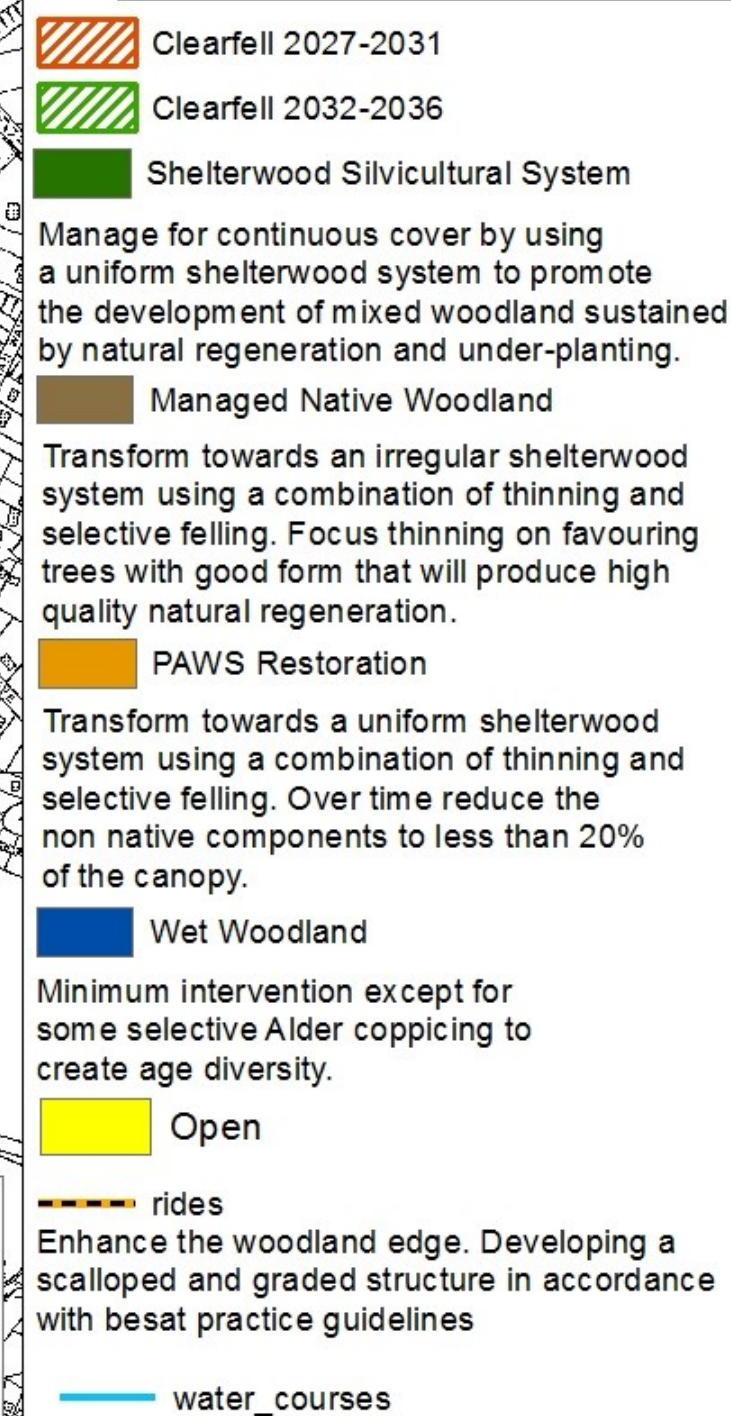 Clearfell 2027-2031
Clearfell 2032-2036
Shelterwood Silvicultural System
Manage for continuous cover by using
a uniform shelterwood system to promote
the development of mixed woodland sustained
by natural regeneration and under-planting.
Managed Native Woodland
Transform towards an irregular shelterwood
system using a combination of thinning and
selective felling. Focus thinning on favouring
trees with good form that will produce high
quality natural regeneration.
PAWS Restoration
Transform towards a uniform shelterwood
system using a combination of thinning and
selective felling. Over time reduce the
non native components to less than 20%
of the canopy.
Wet Woodland
Minimum intervention except for
some selective Alder coppicing to
create age diversity.
Open
rides
Enhance the woodland edge. Developing a
scalloped and graded structure in accordance
with besat practice guidelines
water_courses